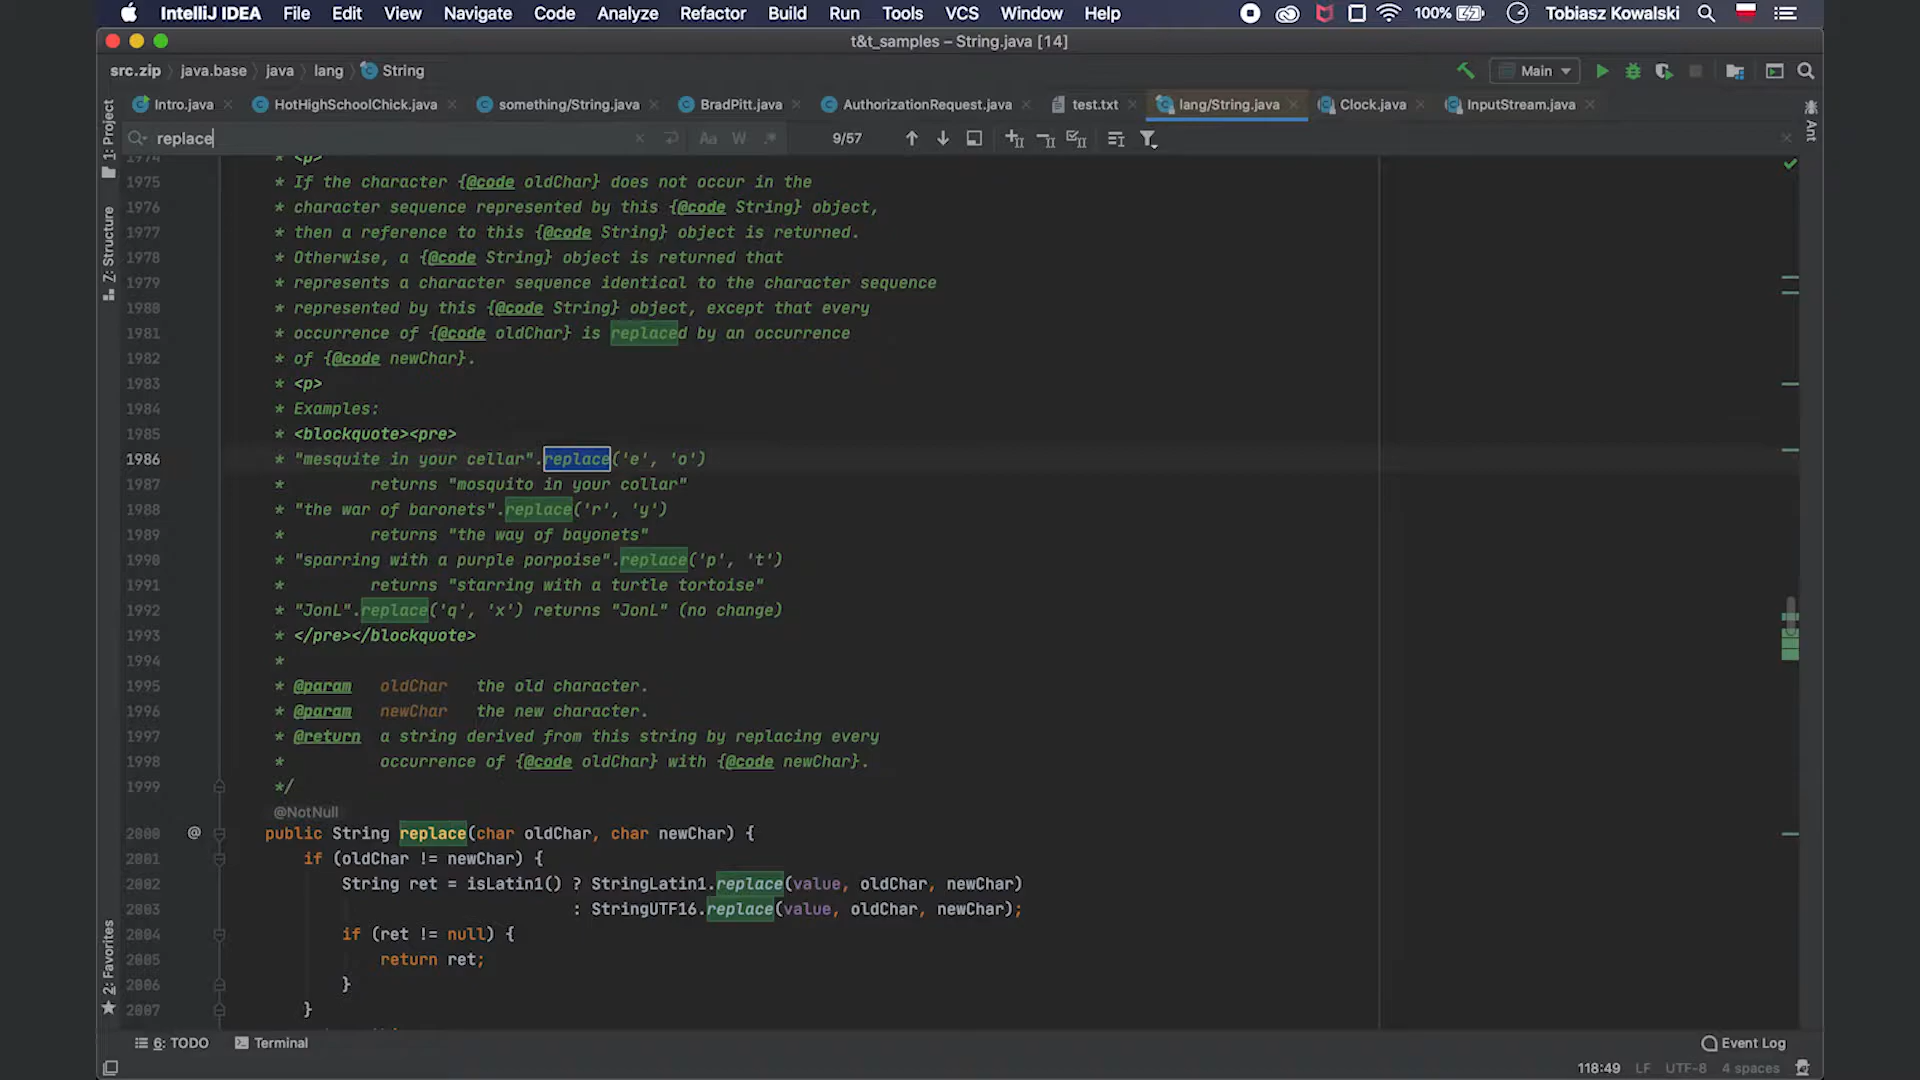 IntelliJ IDEA File Edit View Navigate Code Analyze Refactor Build Run Tools VCS Window Help 100% Tobiasz Kowalski
t&t_samples – String.java [14]
src.zip java.base java lang String Main
Intro.java HotHighSchoolChick.java something/String.java BradPitt.java AuthorizationRequest.java test.txt lang/String.java Clock.java InputStream.java
replace Aa W .* 9/57
1: Project
Z: Structure
2: Favorites
Ant
1974 * <p>
1975 * If the character {@code oldChar} does not occur in the
1976 * character sequence represented by this {@code String} object,
1977 * then a reference to this {@code String} object is returned.
1978 * Otherwise, a {@code String} object is returned that
1979 * represents a character sequence identical to the character sequence
1980 * represented by this {@code String} object, except that every
1981 * occurrence of {@code oldChar} is replaced by an occurrence
1982 * of {@code newChar}.
1983 * <p>
1984 * Examples:
1985 * <blockquote><pre>
1986 * "mesquite in your cellar".replace('e', 'o')
1987 *         returns "mosquito in your collar"
1988 * "the war of baronets".replace('r', 'y')
1989 *         returns "the way of bayonets"
1990 * "sparring with a purple porpoise".replace('p', 't')
1991 *         returns "starring with a turtle tortoise"
1992 * "JonL".replace('q', 'x') returns "JonL" (no change)
1993 * </pre></blockquote>
1994 *
1995 * @param   oldChar   the old character.
1996 * @param   newChar   the new character.
1997 * @return  a string derived from this string by replacing every
1998 *          occurrence of {@code oldChar} with {@code newChar}.
1999 */
@NotNull
2000 @ public String replace(char oldChar, char newChar) {
2001 if (oldChar != newChar) {
2002 String ret = isLatin1() ? StringLatin1.replace(value, oldChar, newChar)
2003 : StringUTF16.replace(value, oldChar, newChar);
2004 if (ret != null) {
2005 return ret;
2006 }
2007 }
6: TODO Terminal Event Log
118:49 LF UTF-8 4 spaces